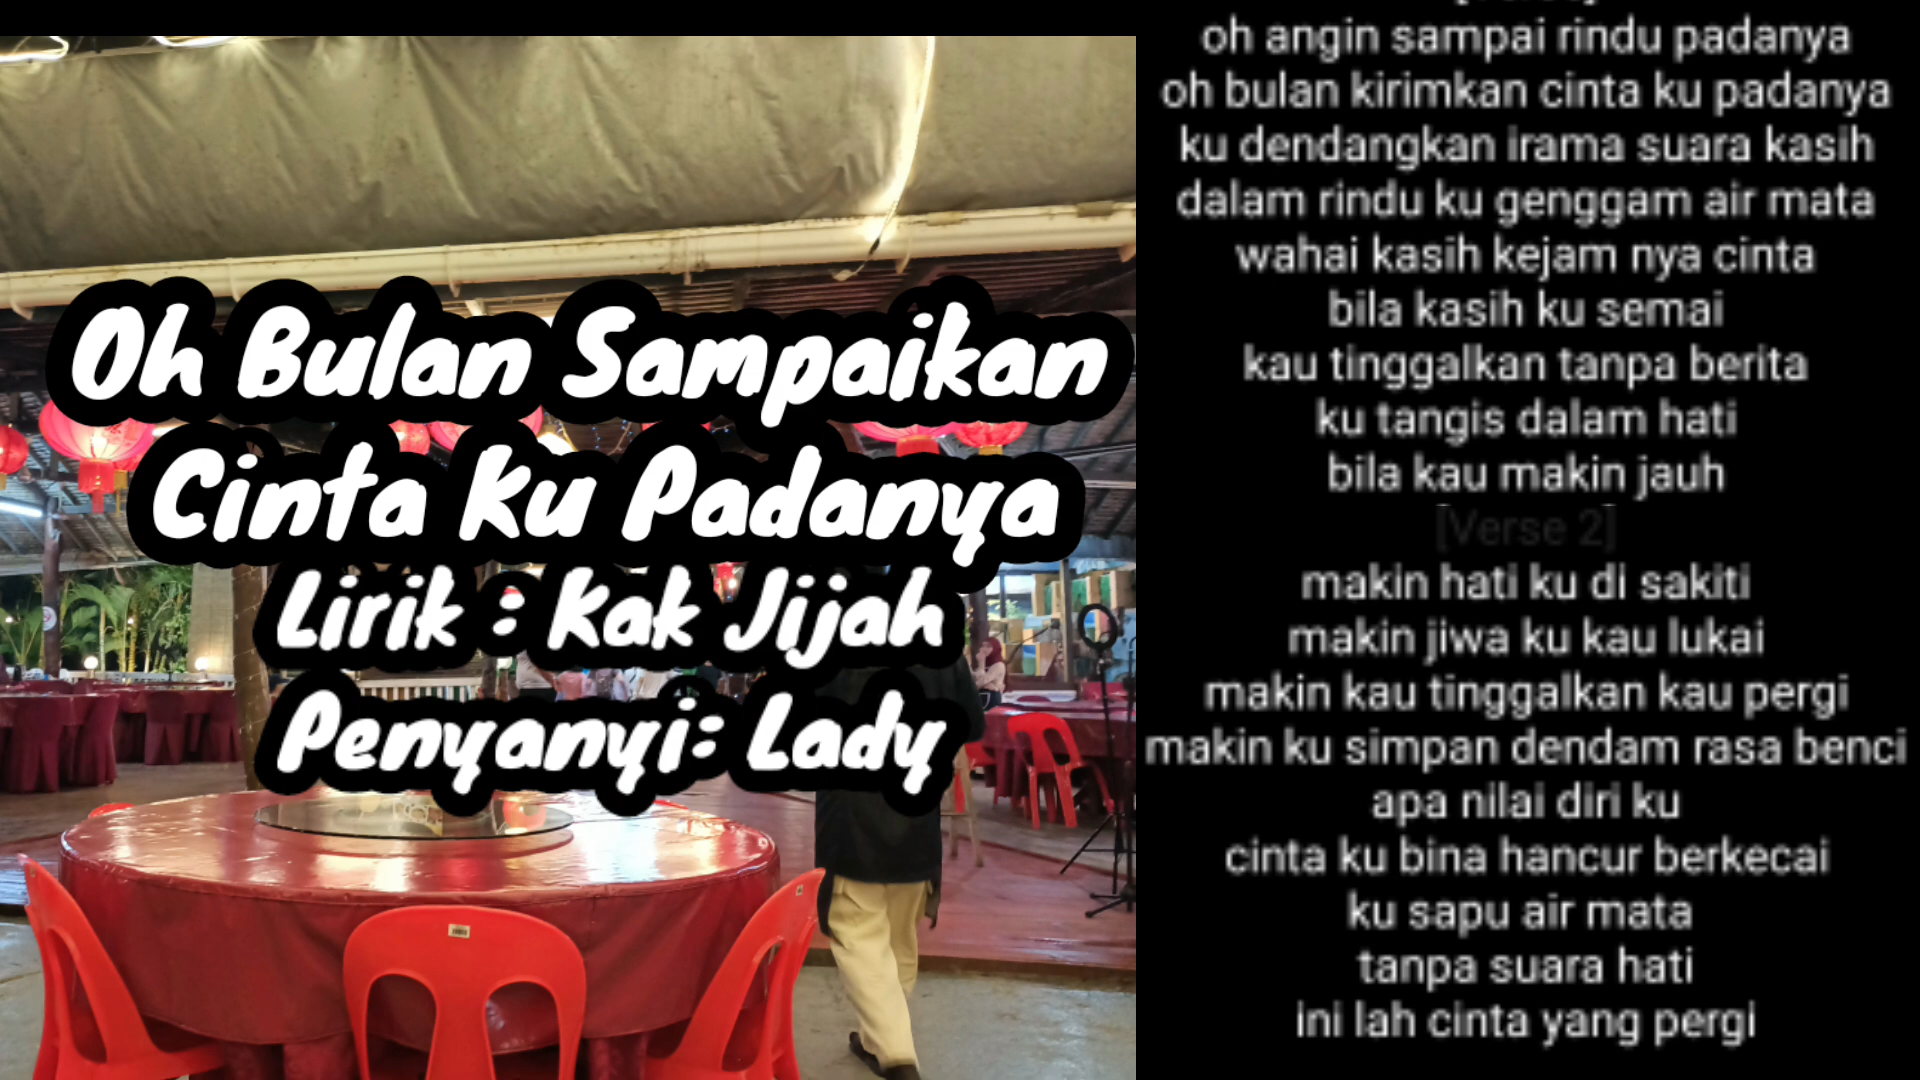 Oh Bulan Sampaikan
Cinta Ku Padanya
Lirik : Kak Jijah
Penyanyi: Lady
oh angin sampai rindu padanya
oh bulan kirimkan cinta ku padanya
ku dendangkan irama suara kasih
dalam rindu ku genggam air mata
wahai kasih kejam nya cinta
bila kasih ku semai
kau tinggalkan tanpa berita
ku tangis dalam hati
bila kau makin jauh
[Verse 2]
makin hati ku di sakiti
makin jiwa ku kau lukai
makin kau tinggalkan kau pergi
makin ku simpan dendam rasa benci
apa nilai diri ku
cinta ku bina hancur berkecai
ku sapu air mata
tanpa suara hati
ini lah cinta yang pergi